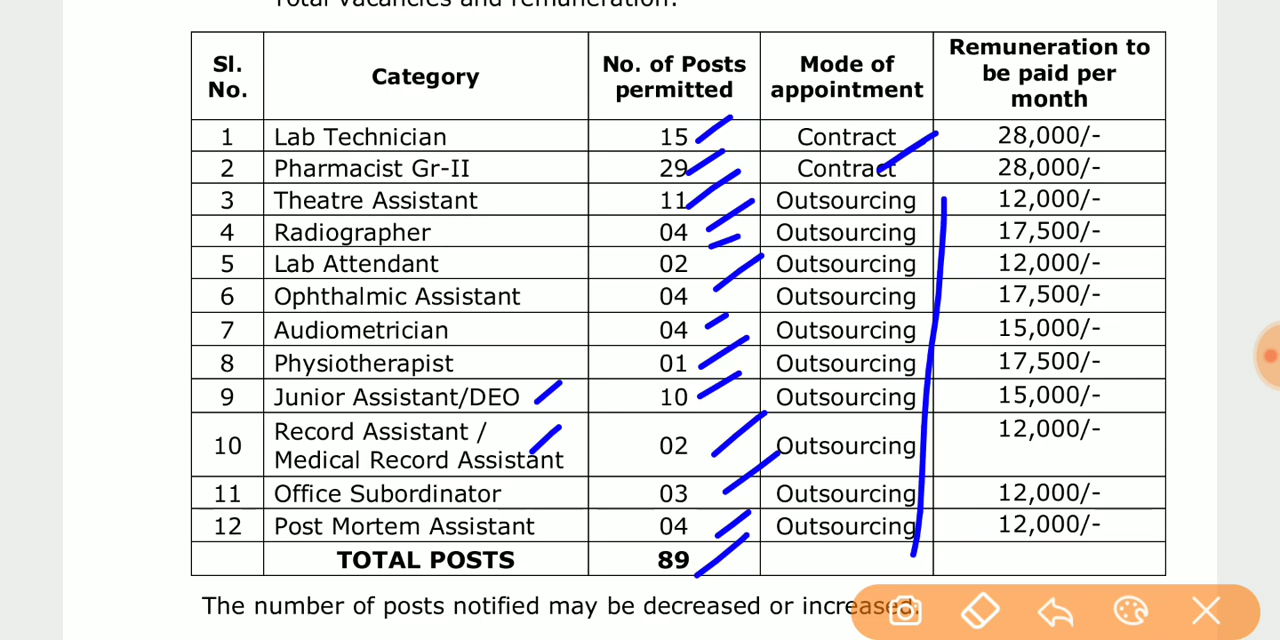 Total vacancies and remuneration.
Sl. No. Category No. of Posts permitted Mode of appointment Remuneration to be paid per month
1 Lab Technician 15 Contract 28,000/-
2 Pharmacist Gr-II 29 Contract 28,000/-
3 Theatre Assistant 11 Outsourcing 12,000/-
4 Radiographer 04 Outsourcing 17,500/-
5 Lab Attendant 02 Outsourcing 12,000/-
6 Ophthalmic Assistant 04 Outsourcing 17,500/-
7 Audiometrician 04 Outsourcing 15,000/-
8 Physiotherapist 01 Outsourcing 17,500/-
9 Junior Assistant/DEO 10 Outsourcing 15,000/-
10 Record Assistant / Medical Record Assistant 02 Outsourcing 12,000/-
11 Office Subordinator 03 Outsourcing 12,000/-
12 Post Mortem Assistant 04 Outsourcing 12,000/-
TOTAL POSTS 89
The number of posts notified may be decreased or increased.